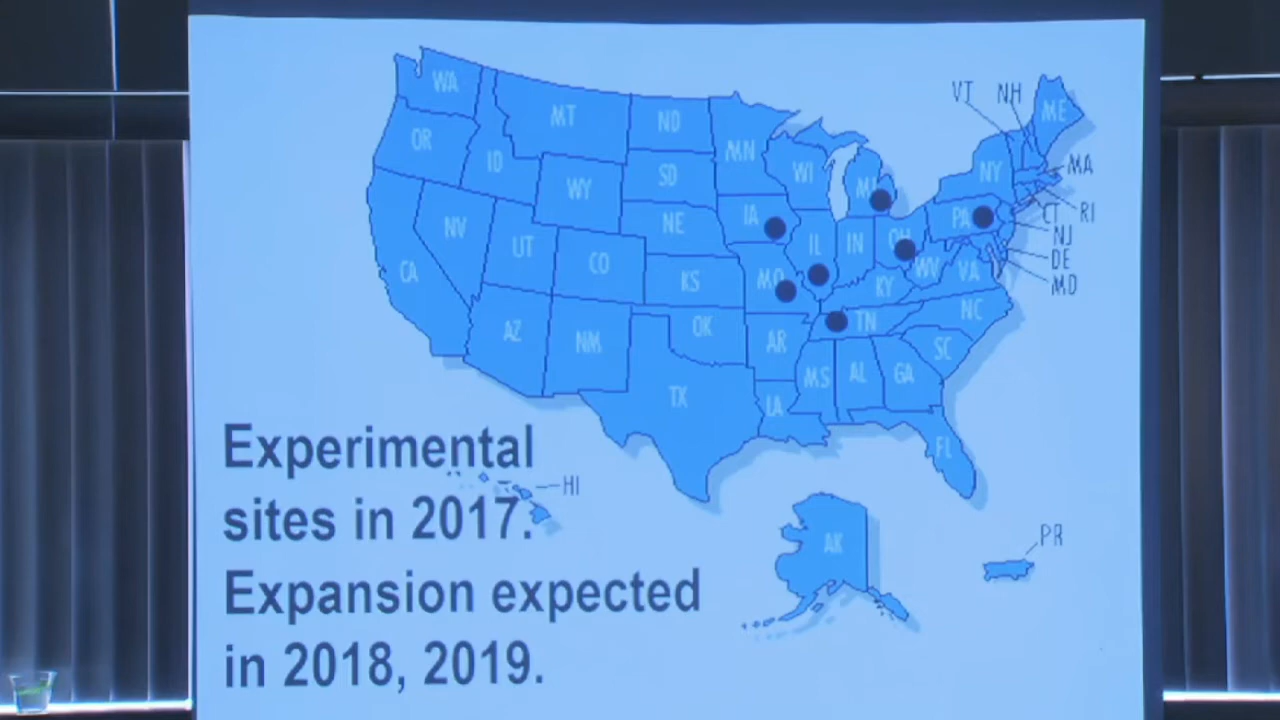 WA
MT
ND
MN
VT
NH
ME
OR
ID
SD
WI
MI
NY
MA
WY
IA
PA
RI
NV
NE
CT
UT
IL
IN
OH
NJ
CA
CO
KS
MO
KY
WV
VA
DE
MD
AZ
NM
OK
AR
TN
NC
SC
TX
MS
AL
GA
LA
FL
HI
AK
PR
Experimental
sites in 2017.
Expansion expected
in 2018, 2019.